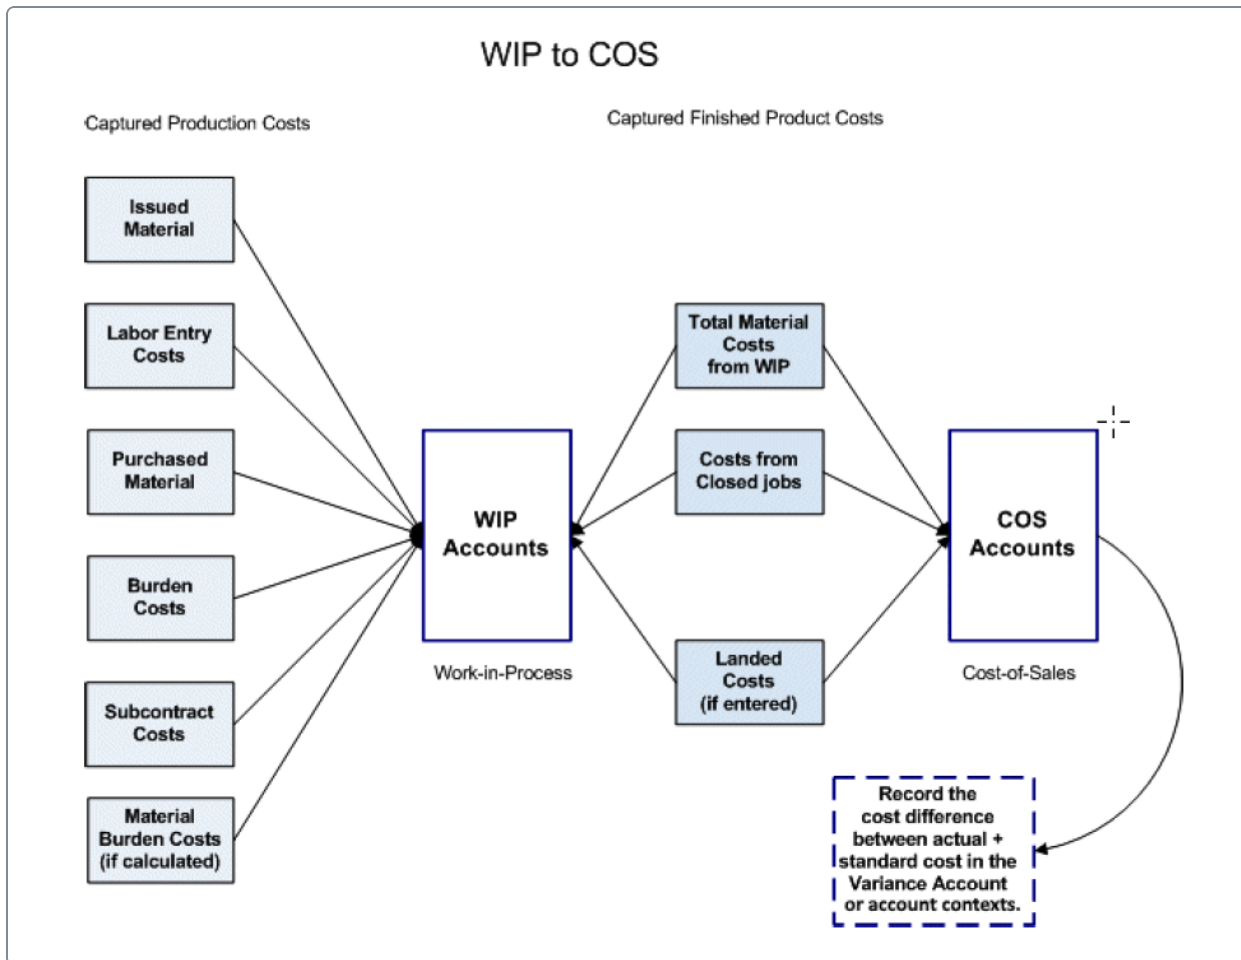 WIP to COS
Captured Production Costs
Captured Finished Product Costs
Issued
Material
Labor Entry
Costs
Purchased
Material
Burden
Costs
Subcontract
Costs
Material
Burden Costs
(if calculated)
WIP
Accounts
Work-in-Process
Total Material
Costs
from WIP
Costs from
Closed jobs
Landed
Costs
(if entered)
COS
Accounts
Cost-of-Sales
Record the
cost difference
between actual +
standard cost in the
Variance Account
or account contexts.